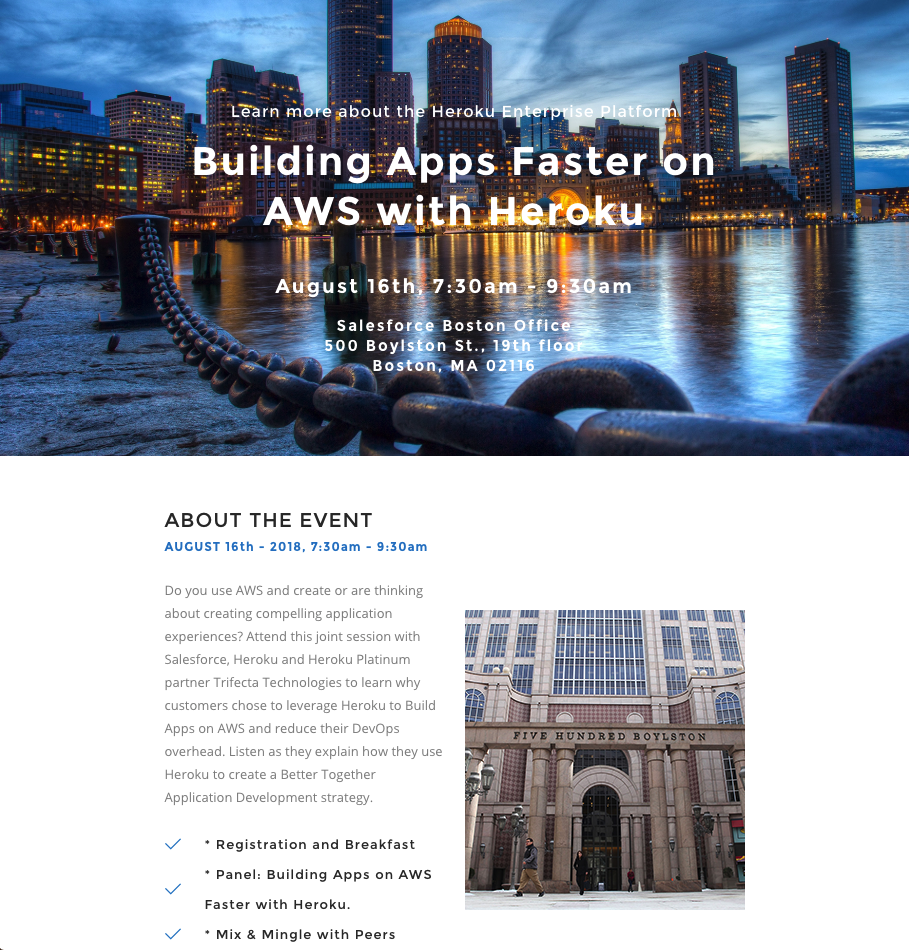 Learn more about the Heroku Enterprise Platform
Building Apps Faster on
AWS with Heroku
August 16th, 7:30am - 9:30am
Salesforce Boston Office
500 Boylston St., 19th floor
Boston, MA 02116
ABOUT THE EVENT
AUGUST 16th - 2018, 7:30am - 9:30am
Do you use AWS and create or are thinking
about creating compelling application
experiences? Attend this joint session with
Salesforce, Heroku and Heroku Platinum
partner Trifecta Technologies to learn why
customers chose to leverage Heroku to Build
Apps on AWS and reduce their DevOps
overhead. Listen as they explain how they use
Heroku to create a Better Together
Application Development strategy.
FIVE HUNDRED BOYLSTON
* Registration and Breakfast
* Panel: Building Apps on AWS
Faster with Heroku.
* Mix & Mingle with Peers